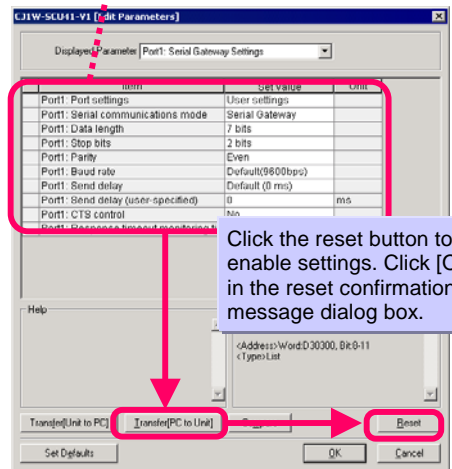 CJ1W-SCU41-V1 [Edit Parameters]
Displayed Parameter Port1: Serial Gateway Settings
Item Set Value Unit
Port1: Port settings User settings
Port1: Serial communications mode Serial Gateway
Port1: Data length 7 bits
Port1: Stop bits 2 bits
Port1: Parity Even
Port1: Baud rate Default(9600bps)
Port1: Send delay Default (0 ms)
Port1: Send delay (user-specified) 0 ms
Port1: CTS control No
Port1: Response timeout monitoring
Click the reset button to
enable settings. Click [O
in the reset confirmation
message dialog box.
Help
<Address>Word:D30300, Bit:8-11
<Type>List
Transfer[Unit to PC] Transfer[PC to Unit] Reset
Set Defaults OK Cancel